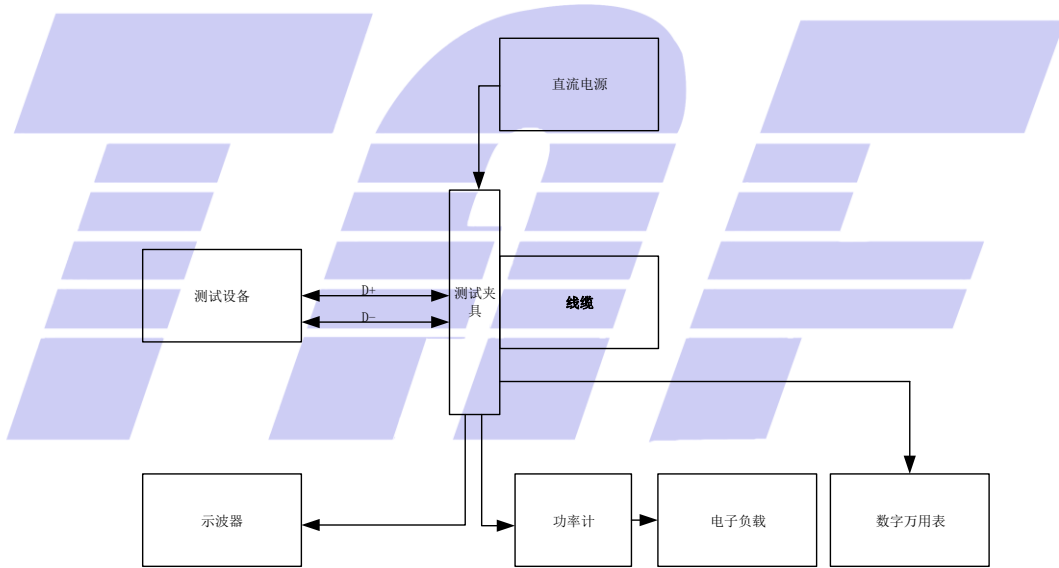 TAF
直流电源
测试设备
D+
D-
测试夹
具
线缆
示波器
功率计
电子负载
数字万用表